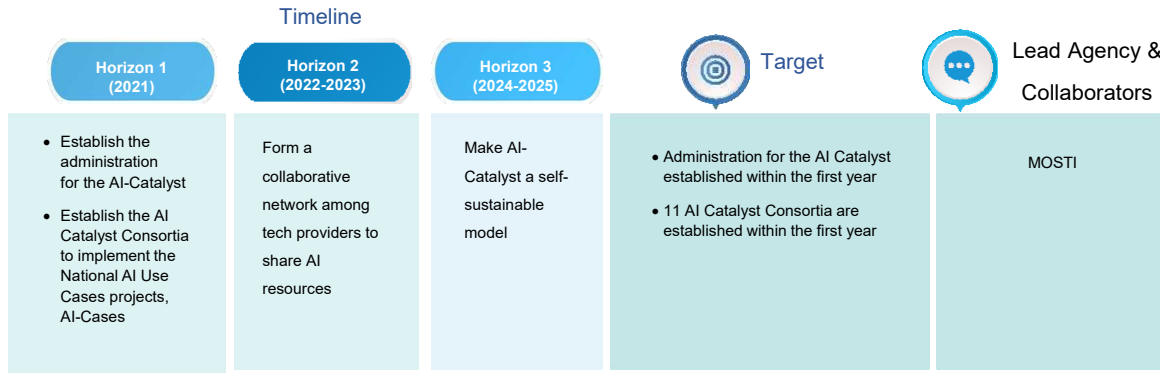 Timeline
Horizon 1
(2021)
Horizon 2
(2022-2023)
Horizon 3
(2024-2025)
Target
Lead Agency &
Collaborators
• Establish the
administration
for the AI-Catalyst
• Establish the AI
Catalyst Consortia
to implement the
National AI Use
Cases projects,
AI-Cases
Form a
collaborative
network among
tech providers to
share AI
resources
Make AI-
Catalyst a self-
sustainable
model
• Administration for the AI Catalyst
established within the first year
• 11 AI Catalyst Consortia are
established within the first year
MOSTI